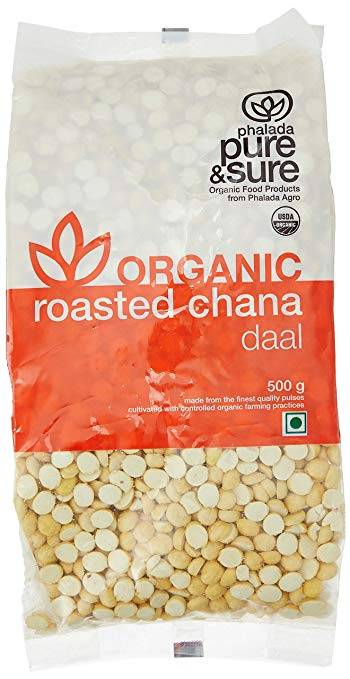 phalada
pure
&sure
Organic Food Products
from Phalada Agro
USDA
ORGANIC
ORGANIC
roasted chana
daal
500 g
made from the finest quality pulses
cultivated with controlled organic farming practices